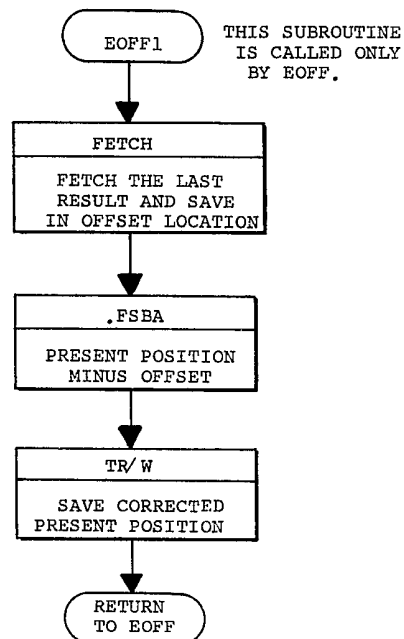 EOFF1
THIS SUBROUTINE
IS CALLED ONLY
BY EOFF.
FETCH
FETCH THE LAST
RESULT AND SAVE
IN OFFSET LOCATION
.FSBA
PRESENT POSITION
MINUS OFFSET
TR/W
SAVE CORRECTED
PRESENT POSITION
RETURN
TO EOFF